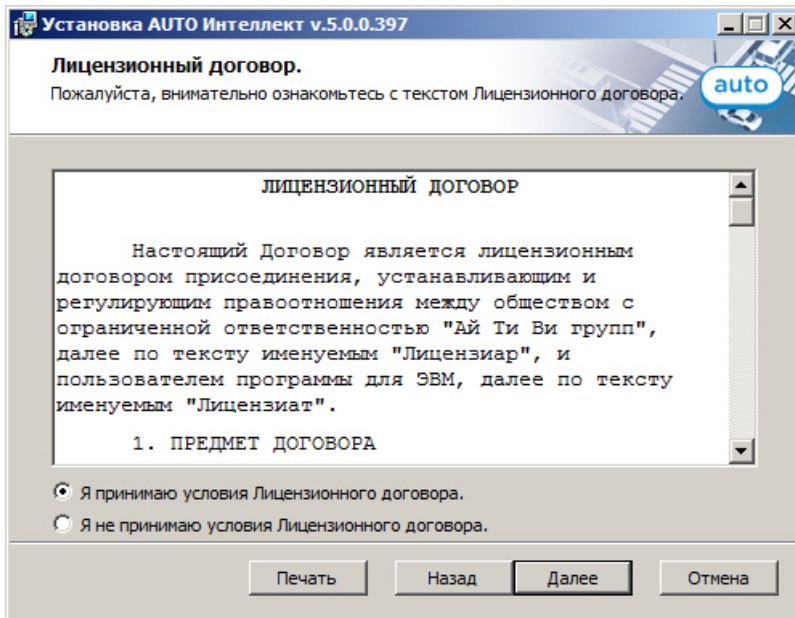 Установка AUTO Интеллект v.5.0.0.397
Лицензионный договор.
Пожалуйста, внимательно ознакомьтесь с текстом Лицензионного договора.
auto
ЛИЦЕНЗИОННЫЙ ДОГОВОР
Настоящий Договор является лицензионным
договором присоединения, устанавливающим и
регулирующим правоотношения между обществом с
ограниченной ответственностью "Ай Ти Ви групп",
далее по тексту именуемым "Лицензиар", и
пользователем программы для ЭВМ, далее по тексту
именуемым "Лицензиат".
1. ПРЕДМЕТ ДОГОВОРА
Я принимаю условия Лицензионного договора.
Я не принимаю условия Лицензионного договора.
Печать Назад Далее Отмена